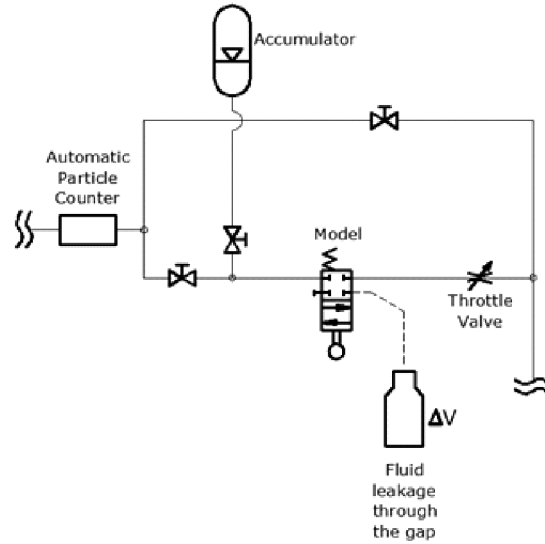 Accumulator
Automatic
Particle
Counter
Model
Throttle
Valve
ΔV
Fluid
leakage
through
the gap